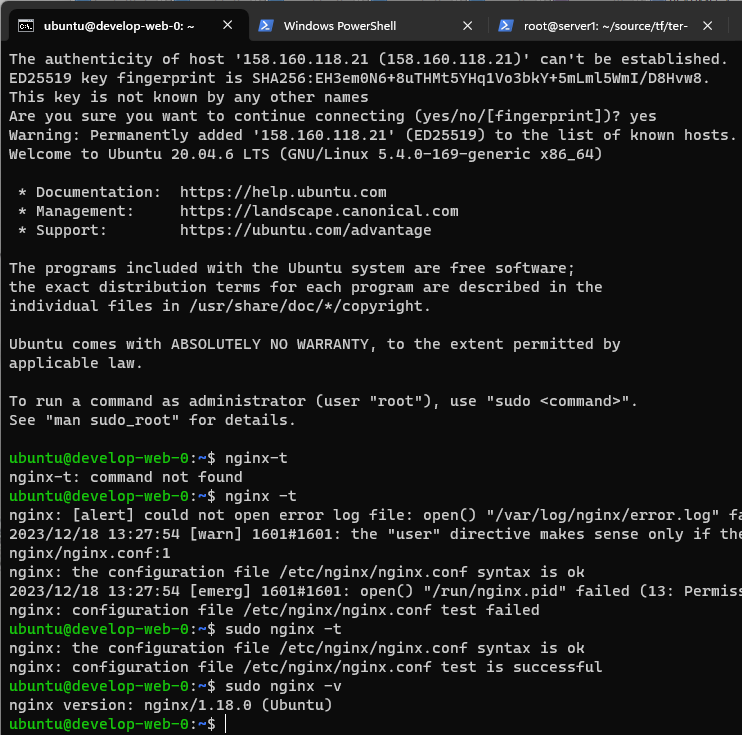 ubuntu@develop-web-0: ~
Windows PowerShell
root@server1: ~/source/tf/ter-
The authenticity of host '158.160.118.21 (158.160.118.21)' can't be established.
ED25519 key fingerprint is SHA256:EH3em0N6+8uTHMt5YHq1Vo3bkY+5mLml5WmI/D8Hvw8.
This key is not known by any other names
Are you sure you want to continue connecting (yes/no/[fingerprint])? yes
Warning: Permanently added '158.160.118.21' (ED25519) to the list of known hosts.
Welcome to Ubuntu 20.04.6 LTS (GNU/Linux 5.4.0-169-generic x86_64)
* Documentation:  https://help.ubuntu.com
* Management:     https://landscape.canonical.com
* Support:        https://ubuntu.com/advantage
The programs included with the Ubuntu system are free software;
the exact distribution terms for each program are described in the
individual files in /usr/share/doc/*/copyright.
Ubuntu comes with ABSOLUTELY NO WARRANTY, to the extent permitted by
applicable law.
To run a command as administrator (user "root"), use "sudo <command>".
See "man sudo_root" for details.
ubuntu@develop-web-0:~$ nginx-t
nginx-t: command not found
ubuntu@develop-web-0:~$ nginx -t
nginx: [alert] could not open error log file: open() "/var/log/nginx/error.log" fa
2023/12/18 13:27:54 [warn] 1601#1601: the "user" directive makes sense only if the
nginx/nginx.conf:1
nginx: the configuration file /etc/nginx/nginx.conf syntax is ok
2023/12/18 13:27:54 [emerg] 1601#1601: open() "/run/nginx.pid" failed (13: Permiss
nginx: configuration file /etc/nginx/nginx.conf test failed
ubuntu@develop-web-0:~$ sudo nginx -t
nginx: the configuration file /etc/nginx/nginx.conf syntax is ok
nginx: configuration file /etc/nginx/nginx.conf test is successful
ubuntu@develop-web-0:~$ sudo nginx -v
nginx version: nginx/1.18.0 (Ubuntu)
ubuntu@develop-web-0:~$